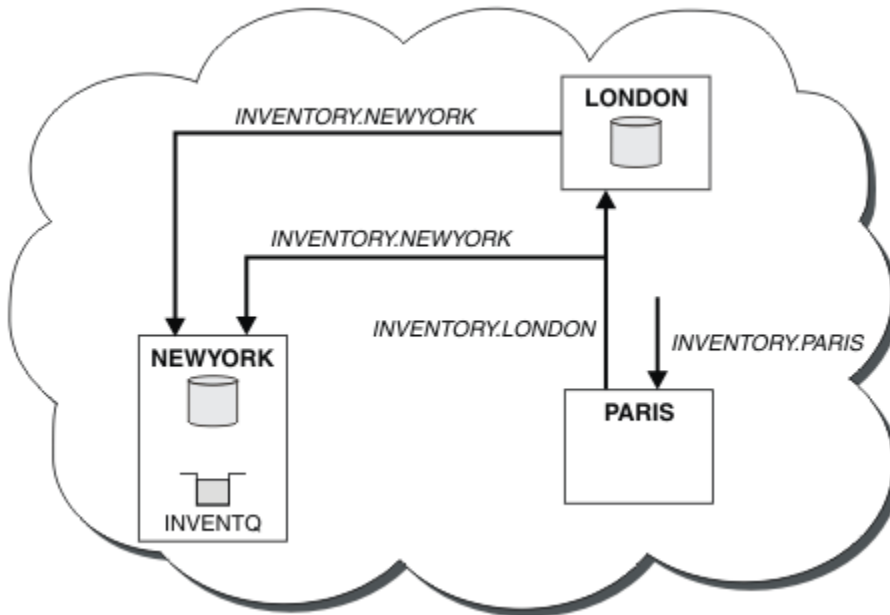 LONDON
INVENTORY.NEWYORK
INVENTORY.NEWYORK
INVENTORY.LONDON
INVENTORY.PARIS
NEWYORK
PARIS
INVENTQ